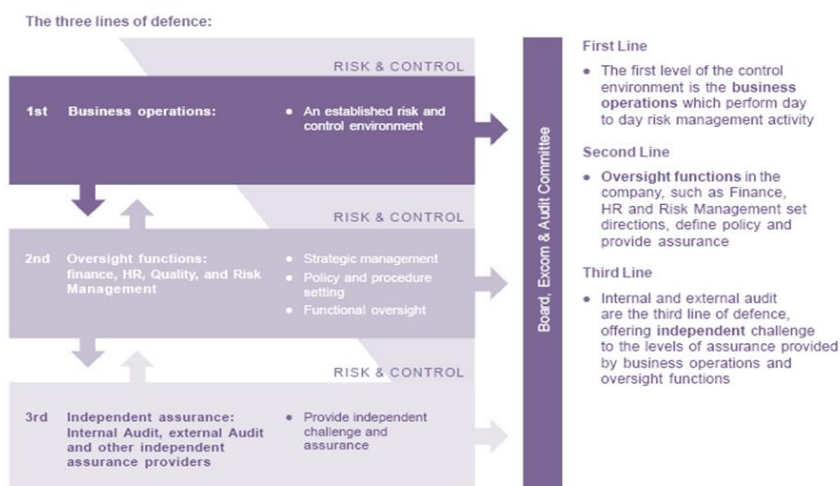 The three lines of defence:
RISK & CONTROL
1st Business operations:
• An established risk and
control environment
RISK & CONTROL
2nd Oversight functions:
finance, HR, Quality, and Risk
Management
• Strategic management
• Policy and procedure
setting
• Functional oversight
RISK & CONTROL
3rd Independent assurance:
Internal Audit, external Audit
and other independent
assurance providers
• Provide independent
challenge and
assurance
Board, Excom & Audit Committee
First Line
• The first level of the control
environment is the business
operations which perform day
to day risk management activity
Second Line
• Oversight functions in the
company, such as Finance,
HR and Risk Management set
directions, define policy and
provide assurance
Third Line
• Internal and external audit
are the third line of defence,
offering independent challenge
to the levels of assurance provided
by business operations and
oversight functions